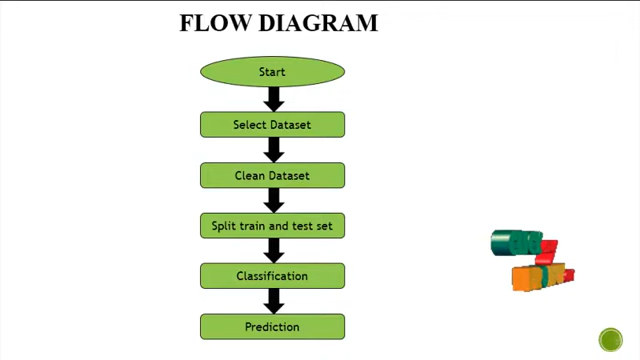 FLOW DIAGRAM
Start
Select Dataset
Clean Dataset
Split train and test set
Classification
Prediction